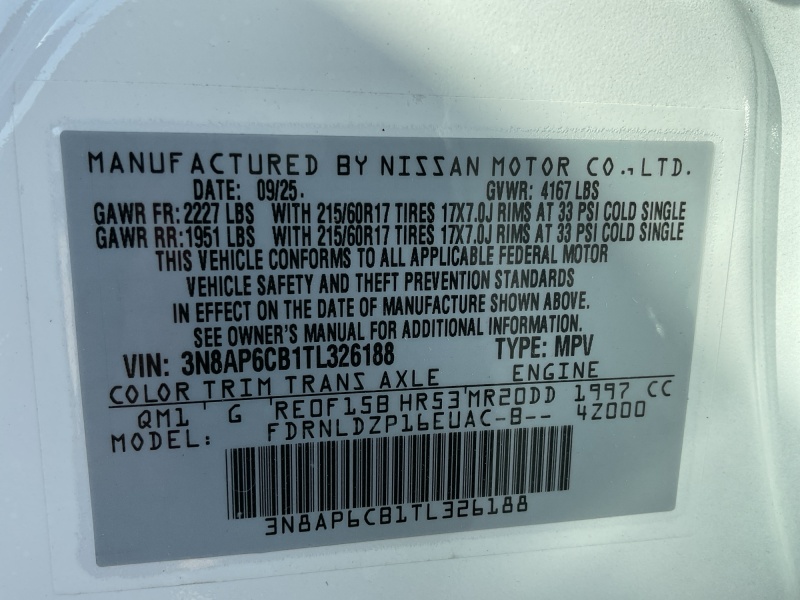 MANUFACTURED BY NISSAN MOTOR CO.,LTD.
DATE: 09/25. GVWR: 4167 LBS
GAWR FR: 2227 LBS WITH 215/60R17 TIRES 17X7.0J RIMS AT 33 PSI COLD SINGLE
GAWR RR: 1951 LBS WITH 215/60R17 TIRES 17X7.0J RIMS AT 33 PSI COLD SINGLE
THIS VEHICLE CONFORMS TO ALL APPLICABLE FEDERAL MOTOR
VEHICLE SAFETY AND THEFT PREVENTION STANDARDS
IN EFFECT ON THE DATE OF MANUFACTURE SHOWN ABOVE.
SEE OWNER'S MANUAL FOR ADDITIONAL INFORMATION.
VIN: 3N8AP6CB1TL326188 TYPE: MPV
COLOR TRIM TRANS AXLE ENGINE
QM1 G RE0F15B HR53 MR20DD 1997 CC
MODEL: FDRNLDZP16EUAC-B-- 4Z000
3N8AP6CB1TL326188